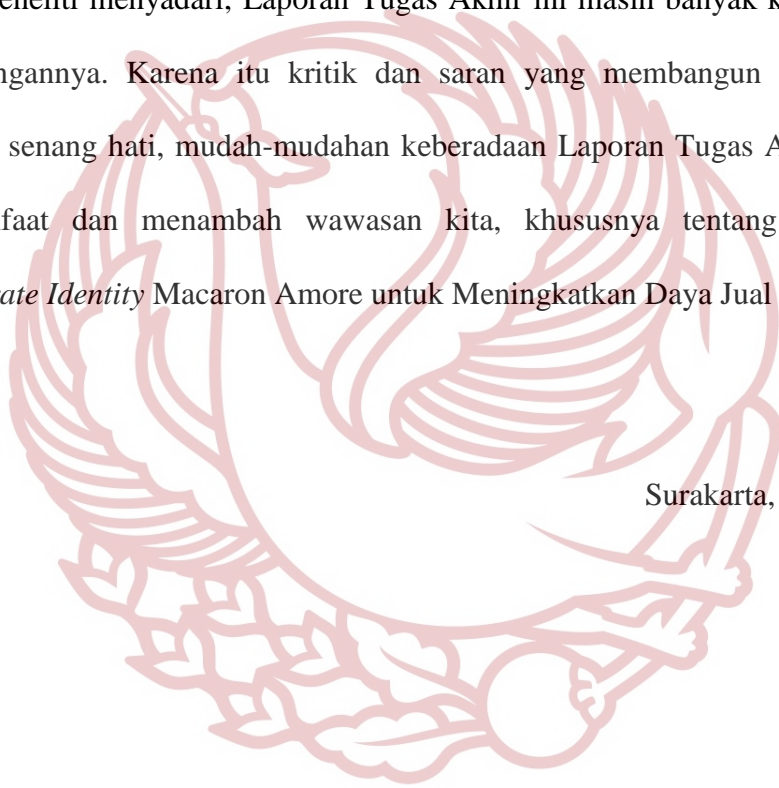 eneliti menyadari, Laporan Tugas Akhir ini masih banyak k
ngannya. Karena itu kritik dan saran yang membangun
senang hati, mudah-mudahan keberadaan Laporan Tugas A
faat dan menambah wawasan kita, khususnya tentang
ate Identity Macaron Amore untuk Meningkatkan Daya Jual
Surakarta,